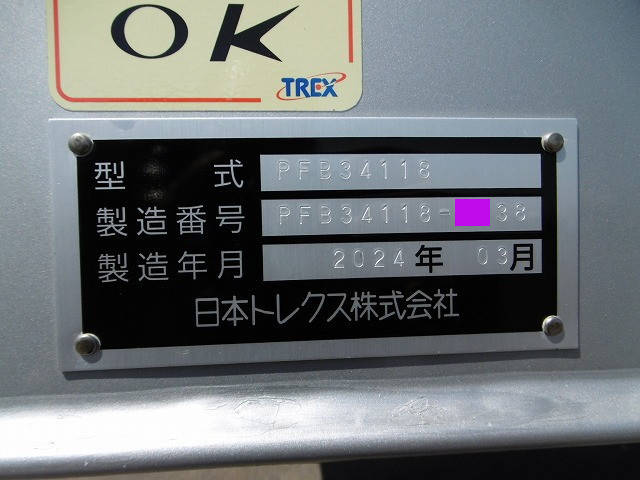 OK
TREX
型 式 PFB34118
製造番号 PFB34118- 38
製造年月 2024年 03月
日本トレクス株式会社